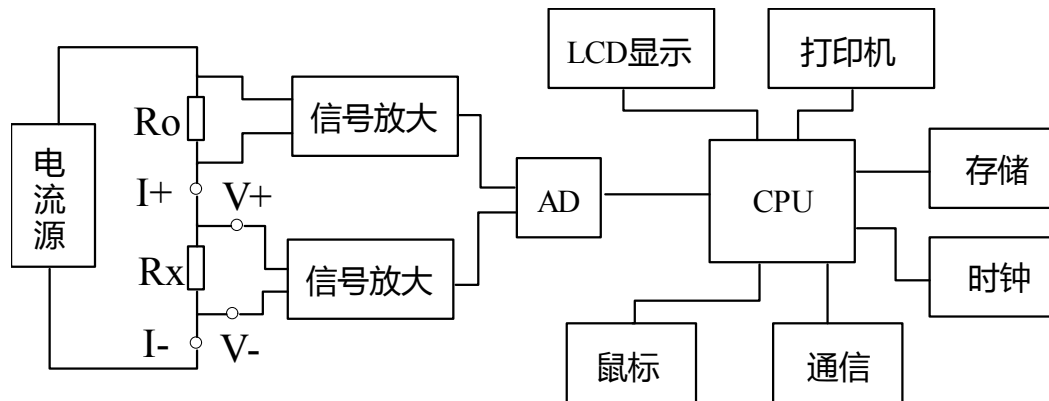 LCD显示
打印机
Ro
信号放大
电流源
I+
V+
AD
CPU
存储
Rx
信号放大
时钟
I-
V-
鼠标
通信